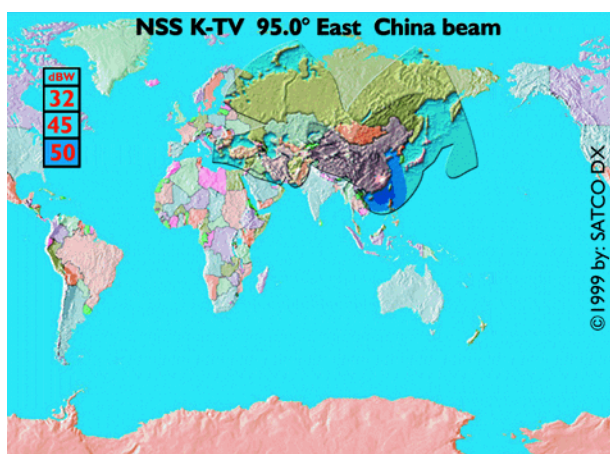 NSS K-TV 95.0° East China beam
dBW
32
45
50
©1999 by: SATCO DX